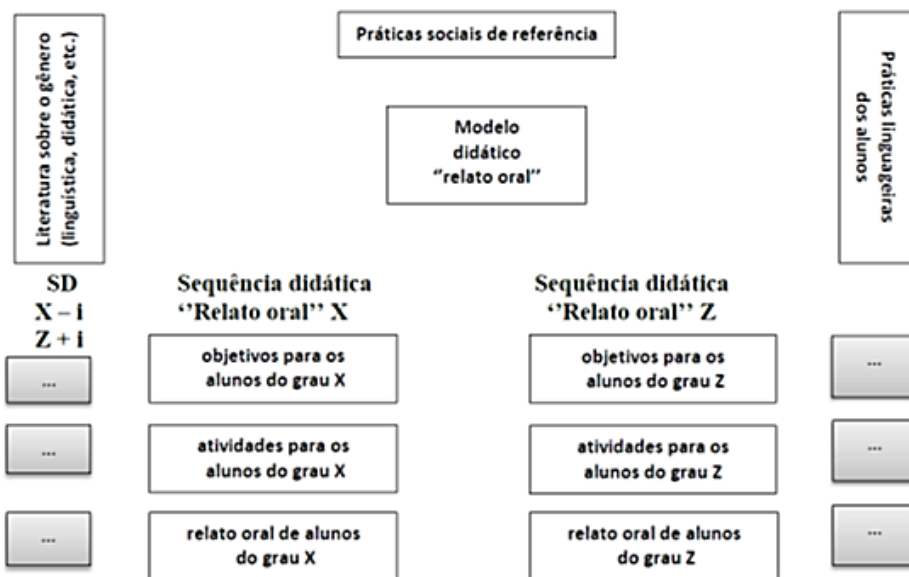 Literatura sobre o gênero
(linguística, didática, etc.)
Práticas sociais de referência
Modelo
didático
‘‘relato oral’’
Práticas linguageiras
dos alunos
SD
X – i
Z + i
...
...
...
Sequência didática
‘‘Relato oral’’ X
objetivos para os
alunos do grau X
atividades para os
alunos do grau X
relato oral de alunos
do grau X
Sequência didática
‘‘Relato oral’’ Z
objetivos para os
alunos do grau Z
atividades para os
alunos do grau Z
relato oral de alunos
do grau Z
...
...
...